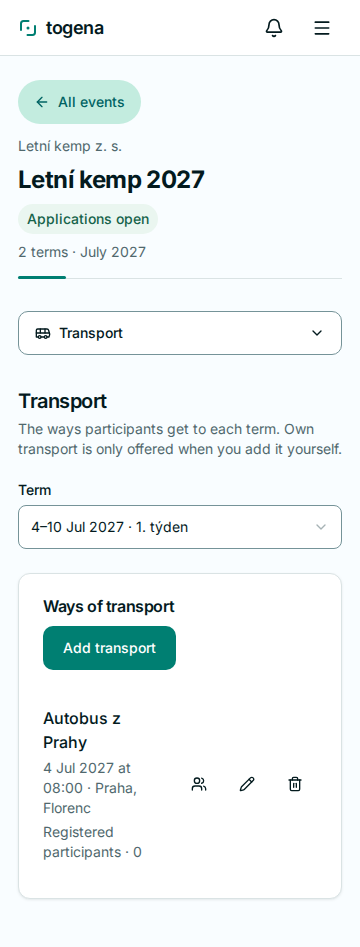 togena
All events
Letní kemp z. s.
Letní kemp 2027
Applications open
2 terms · July 2027
Transport
Transport
The ways participants get to each term. Own
transport is only offered when you add it yourself.
Term
4–10 Jul 2027 · 1. týden
Ways of transport
Add transport
Autobus z
Prahy
4 Jul 2027 at
08:00 · Praha,
Florenc
Registered
participants · 0